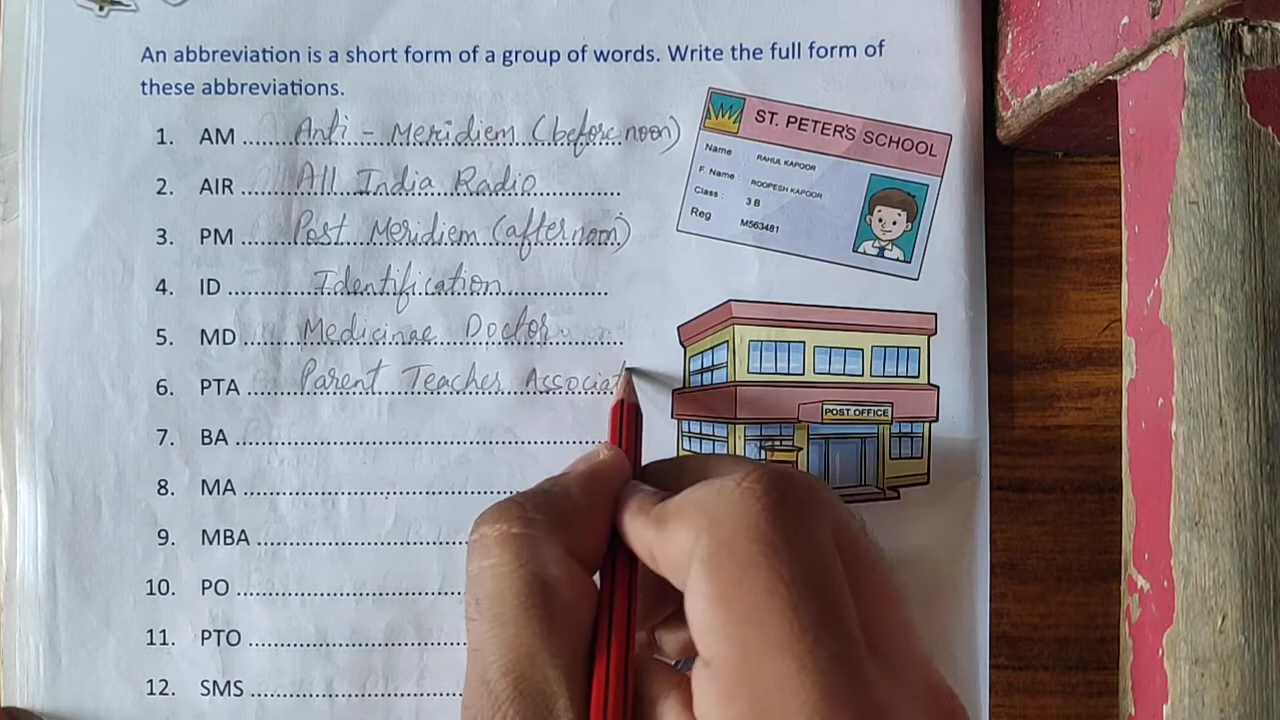 An abbreviation is a short form of a group of words. Write the full form of
these abbreviations.
1. AM ........ Anti - Meridiem (before noon)
2. AIR ........ All India Radio ........
3. PM ........ Post Meridiem (afternoon)
4. ID ........ Identification ........
5. MD ........ Medicinae Doctor. ........
6. PTA ........ Parent Teacher Associat
7. BA ........
8. MA ........
9. MBA ........
10. PO ........
11. PTO ........
12. SMS ........
ST. PETER'S SCHOOL
Name RAHUL KAPOOR
F. Name : ROOPESH KAPOOR
Class : 3 B
Reg M563481
POST OFFICE